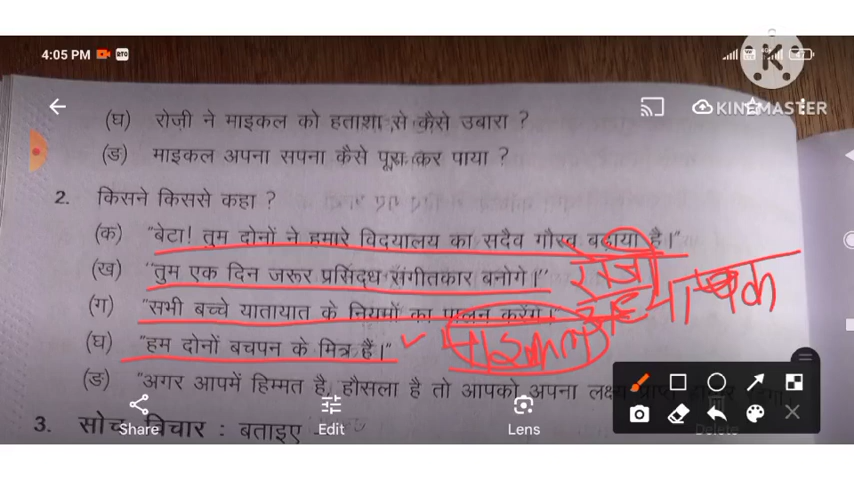 4:05 PM
KINEMASTER
(घ) रोज़ी ने माइकल को हताशा से कैसे उबारा ?
(ङ) माइकल अपना सपना कैसे पूरा कर पाया ?
2. किसने किससे कहा ?
(क) "बेटा! तुम दोनों ने हमारे विद्यालय का सदैव गौरव बढ़ाया है।"
(ख) "तुम एक दिन जरूर प्रसिद्ध संगीतकार बनोगे।" रोजी
(ग) "सभी बच्चे यातायात के नियमों का पालन करेंगे।
(घ) "हम दोनों बचपन के मित्र हैं।"
(ङ) "अगर आपमें हिम्मत है, हौसला है तो आपको अपना लक्ष्य
3. सोच विचार : बताइए -
Share Edit Lens Delete